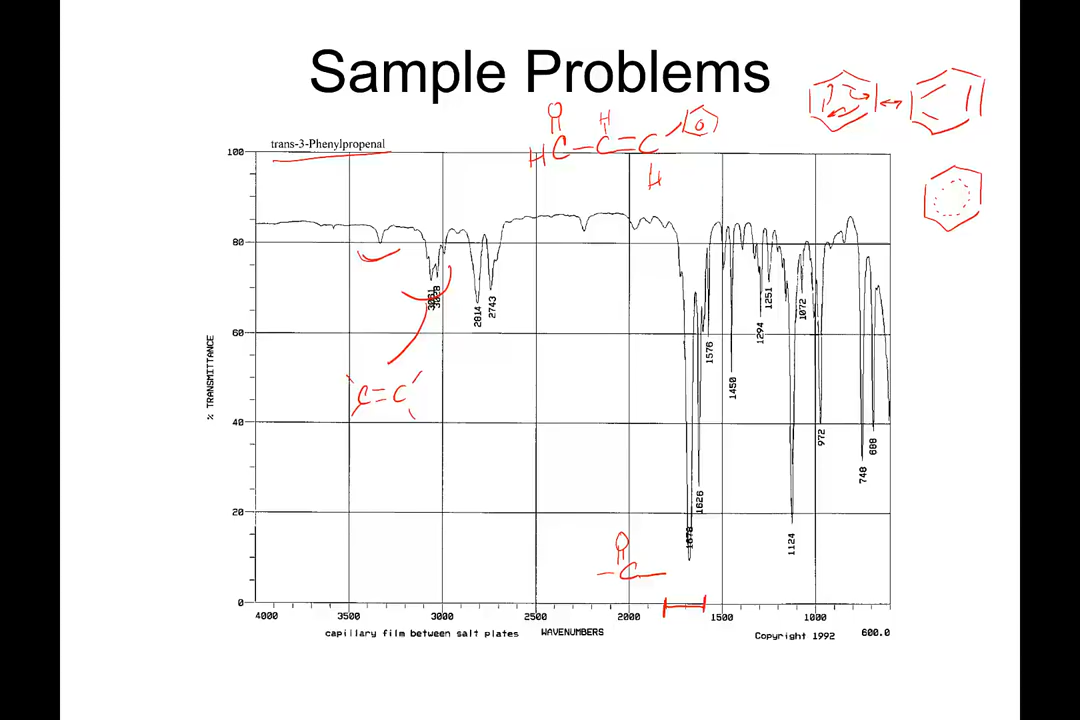 Sample Problems
O
H C - C = C
H
H
trans-3-Phenylpropenal
100
80
60
40
20
0
% TRANSMITTANCE
3061
3028
2814
2743
1678
1626
1576
1450
1294
1251
1124
1072
972
748
688
C = C
O
- C -
4000 3500 3000 2500 2000 1500 1000 600.0
capillary film between salt plates WAVENUMBERS Copyright 1992